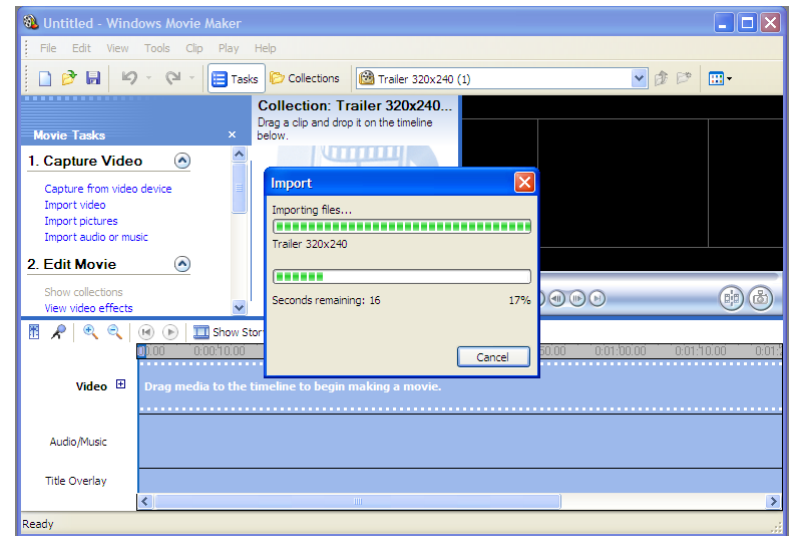 Untitled - Windows Movie Maker
File Edit View Tools Clip Play Help
Tasks Collections Trailer 320x240 (1)
Movie Tasks
Collection: Trailer 320x240...
Drag a clip and drop it on the timeline
below.
1. Capture Video
Capture from video device
Import video
Import pictures
Import audio or music
2. Edit Movie
Show collections
View video effects
Import
Importing files...
Trailer 320x240
Seconds remaining: 16 17%
Cancel
Show Stor
0:00:10.00 0:01:00.00 0:01:10.00
Video Drag media to the timeline to begin making a movie.
Audio/Music
Title Overlay
Ready